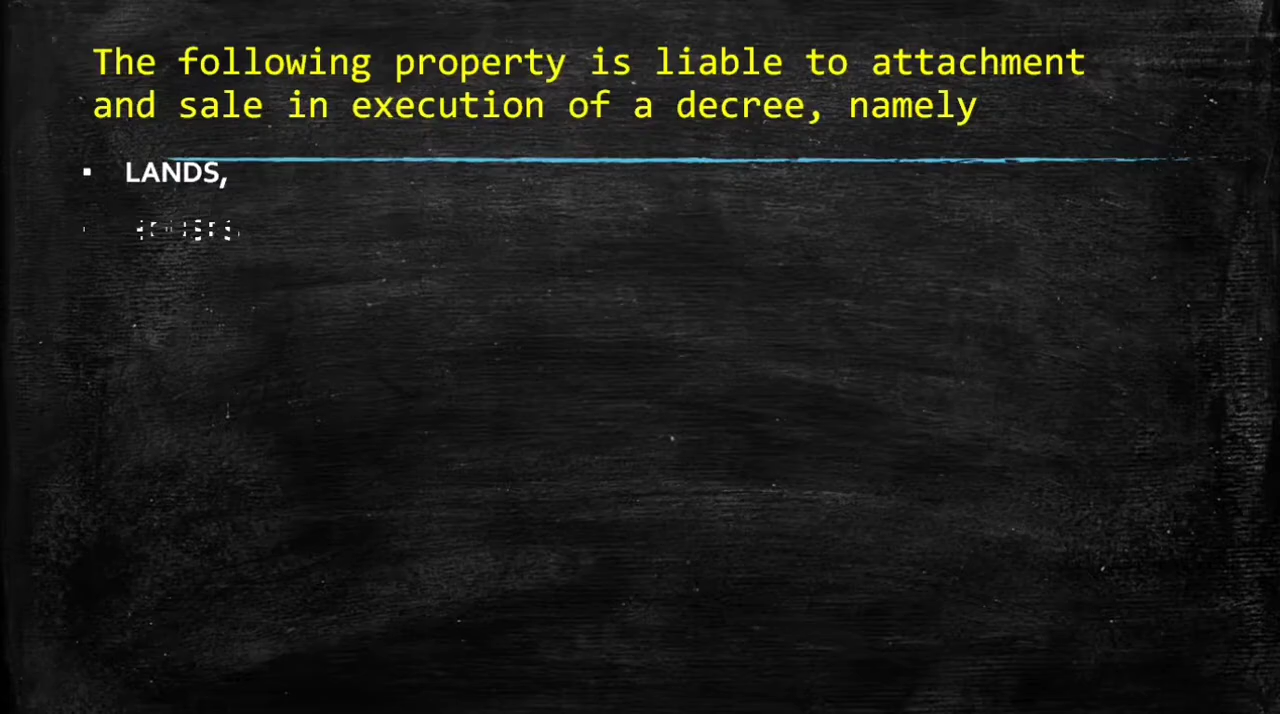 The following property is liable to attachment
and sale in execution of a decree, namely
▪ LANDS,